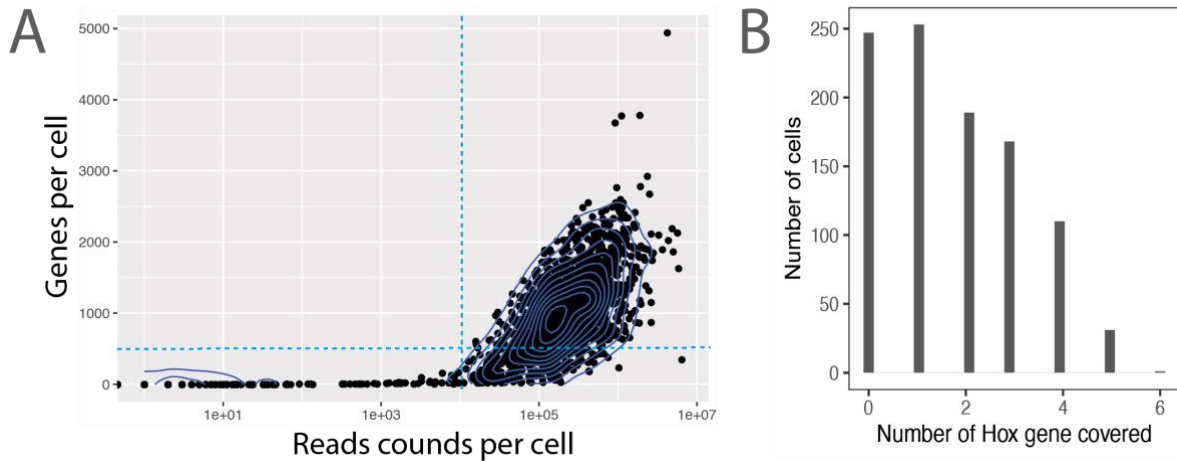 A
Genes per cell
5000
4000
3000
2000
1000
0
1e+01
1e+03
1e+05
1e+07
Reads counds per cell
B
Number of cells
250
200
150
100
50
0
0
2
4
6
Number of Hox gene covered